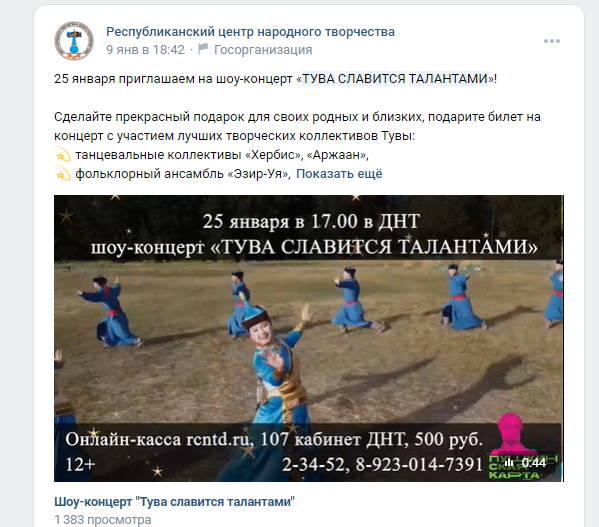 Республиканский центр народного творчества
9 янв в 18:42 · Госорганизация
25 января приглашаем на шоу-концерт «ТУВА СЛАВИТСЯ ТАЛАНТАМИ»!
Сделайте прекрасный подарок для своих родных и близких, подарите билет на
концерт с участием лучших творческих коллективов Тувы:
💫 танцевальные коллективы «Хербис», «Аржаан»,
💫 фольклорный ансамбль «Эзир-Уя», Показать ещё
25 января в 17.00 в ДНТ
шоу-концерт «ТУВА СЛАВИТСЯ ТАЛАНТАМИ»
Онлайн-касса rcntd.ru, 107 кабинет ДНТ, 500 руб.
12+ 2-34-52, 8-923-014-7391
ПУШКИН
СКАЯ
КАРТА
0:44
Шоу-концерт "Тува славится талантами"
1 383 просмотра